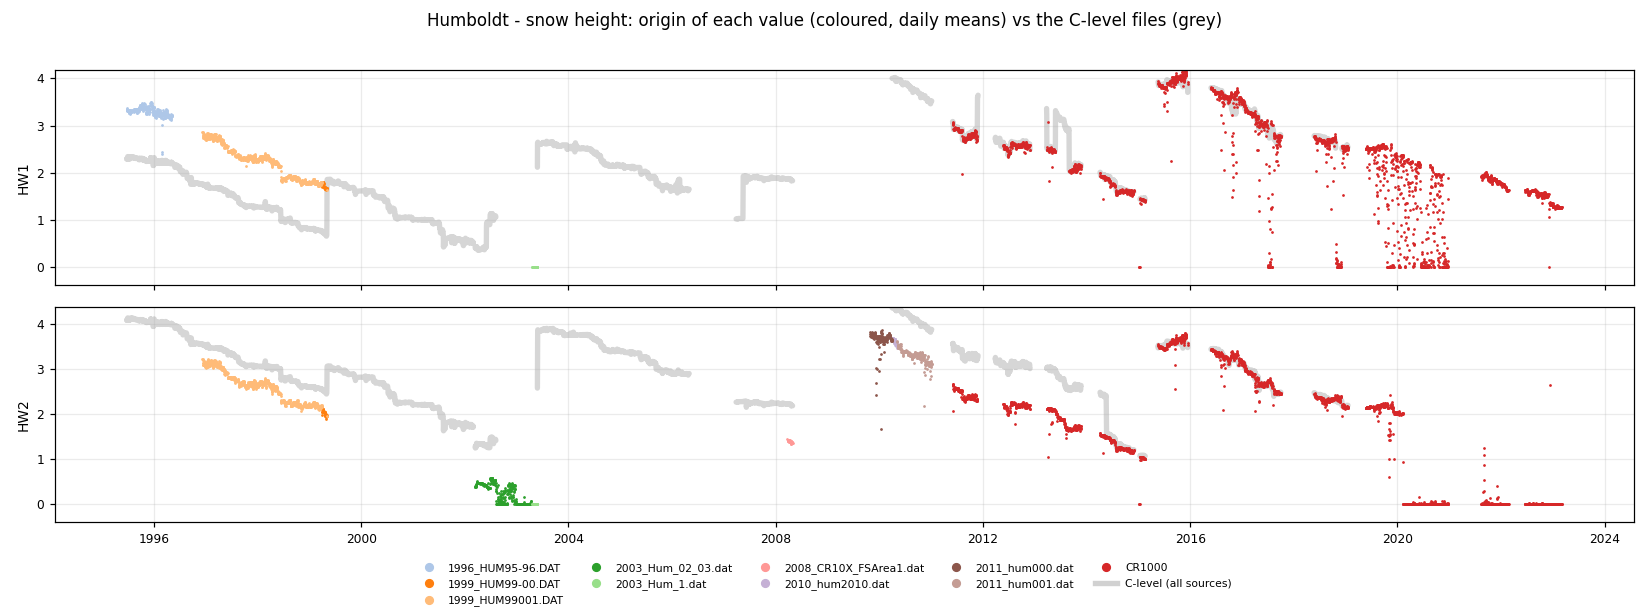 Humboldt - snow height: origin of each value (coloured, daily means) vs the C-level files (grey)
4
3
2
1
0
HW1
4
3
2
1
0
HW2
1996 2000 2004 2008 2012 2016 2020 2024
1996_HUM95-96.DAT 2003_Hum_02_03.dat 2008_CR10X_FSArea1.dat 2011_hum000.dat CR1000
1999_HUM99-00.DAT 2003_Hum_1.dat 2010_hum2010.dat 2011_hum001.dat C-level (all sources)
1999_HUM99001.DAT